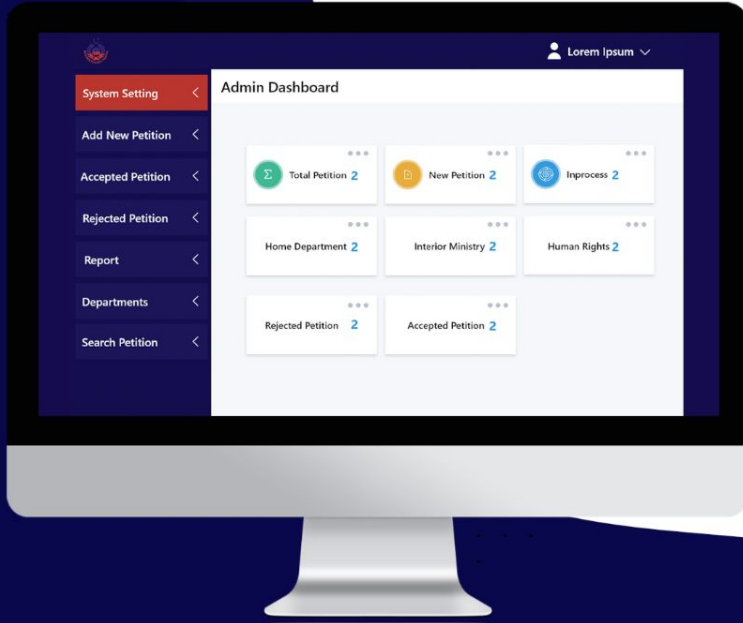 Lorem Ipsum
System Setting
Admin Dashboard
Add New Petition
Accepted Petition
Rejected Petition
Report
Departments
Search Petition
Total Petition 2
New Petition 2
Inprocess 2
Home Department 2
Interior Ministry 2
Human Rights 2
Rejected Petition 2
Accepted Petition 2